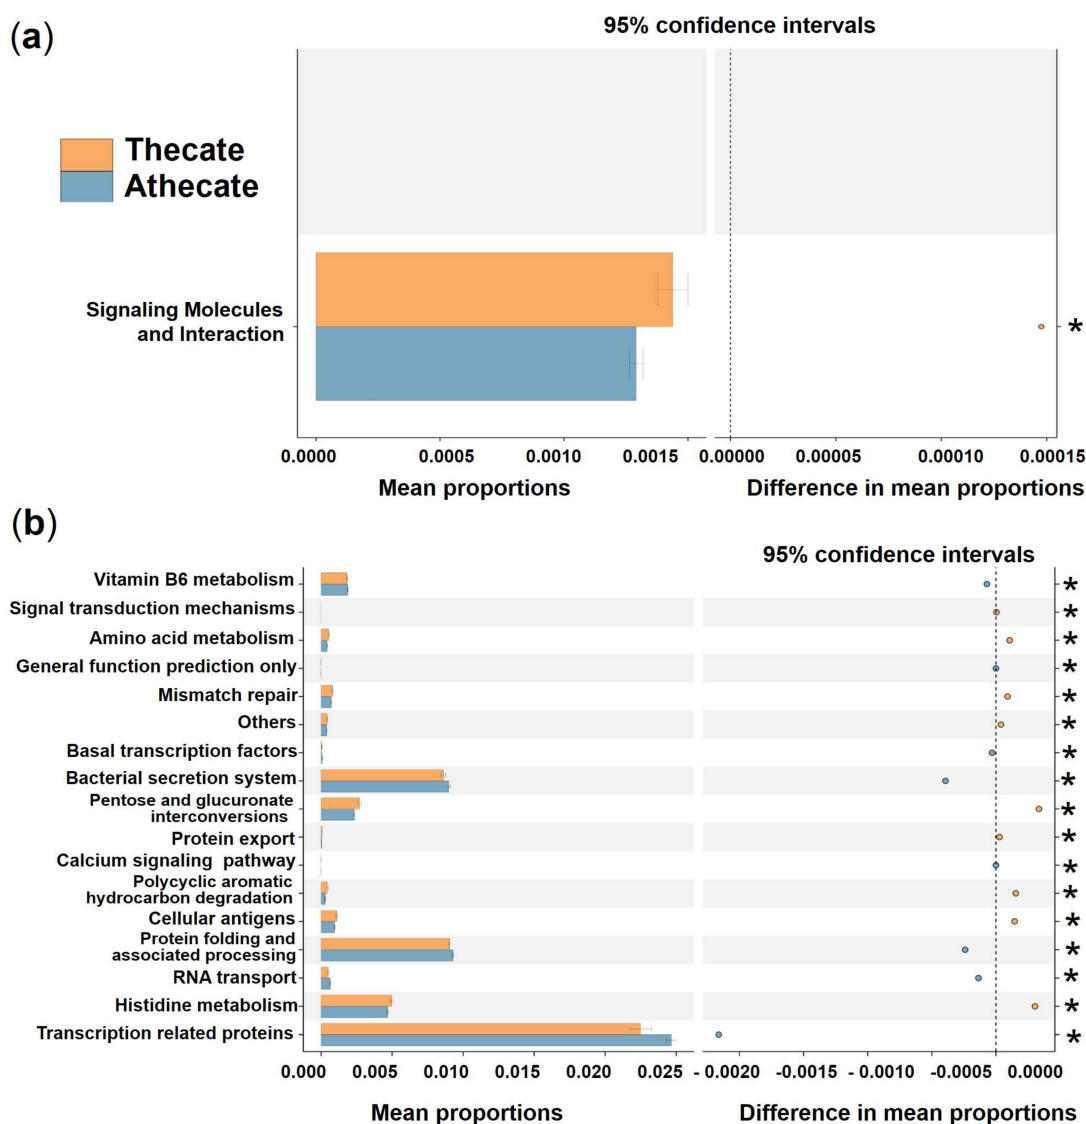 (a)
95% confidence intervals
Thecate
Athecate
Signaling Molecules
and Interaction
*
0.0000 0.0005 0.0010 0.0015 0.00000 0.00005 0.00010 0.00015
Mean proportions Difference in mean proportions
(b)
95% confidence intervals
Vitamin B6 metabolism *
Signal transduction mechanisms *
Amino acid metabolism *
General function prediction only *
Mismatch repair *
Others *
Basal transcription factors *
Bacterial secretion system *
Pentose and glucuronate
interconversions *
Protein export *
Calcium signaling pathway *
Polycyclic aromatic
hydrocarbon degradation *
Cellular antigens *
Protein folding and
associated processing *
RNA transport *
Histidine metabolism *
Transcription related proteins *
0.000 0.005 0.010 0.015 0.020 0.025 - 0.0020 -0.0015 - 0.0010 -0.0005 0.0000
Mean proportions Difference in mean proportions